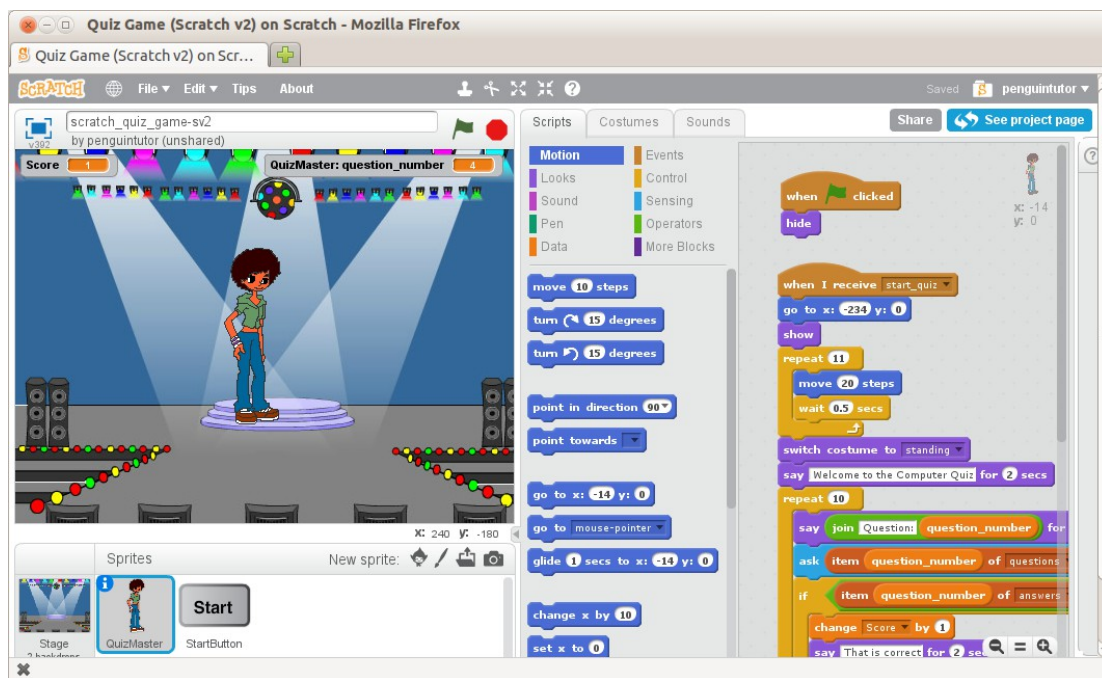 Quiz Game (Scratch v2) on Scratch - Mozilla Firefox
Quiz Game (Scratch v2) on Scr...
SCRATCH File Edit Tips About Saved S penguintutor
scratch_quiz_game-sv2
v392 by penguintutor (unshared)
Scripts Costumes Sounds Share See project page
Score 1 QuizMaster: question_number 4
Motion Events
Looks Control
Sound Sensing
Pen Operators
Data More Blocks
move 10 steps
turn 15 degrees
turn 15 degrees
point in direction 90
point towards
go to x: -14 y: 0
go to mouse-pointer
glide 1 secs to x: -14 y: 0
change x by 10
set x to 0
x: -14
y: 0
when clicked
hide
when I receive start_quiz
go to x: -234 y: 0
show
repeat 11
move 20 steps
wait 0.5 secs
switch costume to standing
say Welcome to the Computer Quiz for 2 secs
repeat 10
say join Question: question_number for
ask item question_number of questions
if item question_number of answers
change Score by 1
say That is correct for 2 se
x: 240 y: -180
Sprites New sprite:
Start
Stage QuizMaster StartButton
2 backdrops